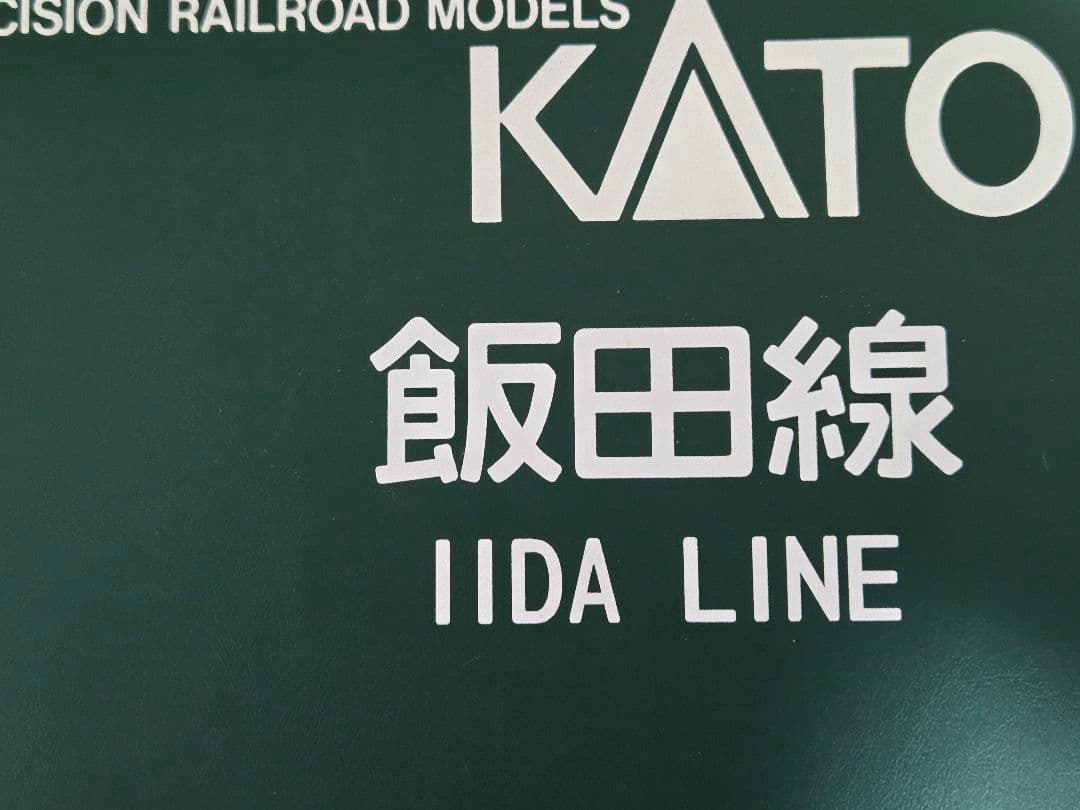 CISION RAILROAD MODELS
KATO
飯田線
IIDA LINE